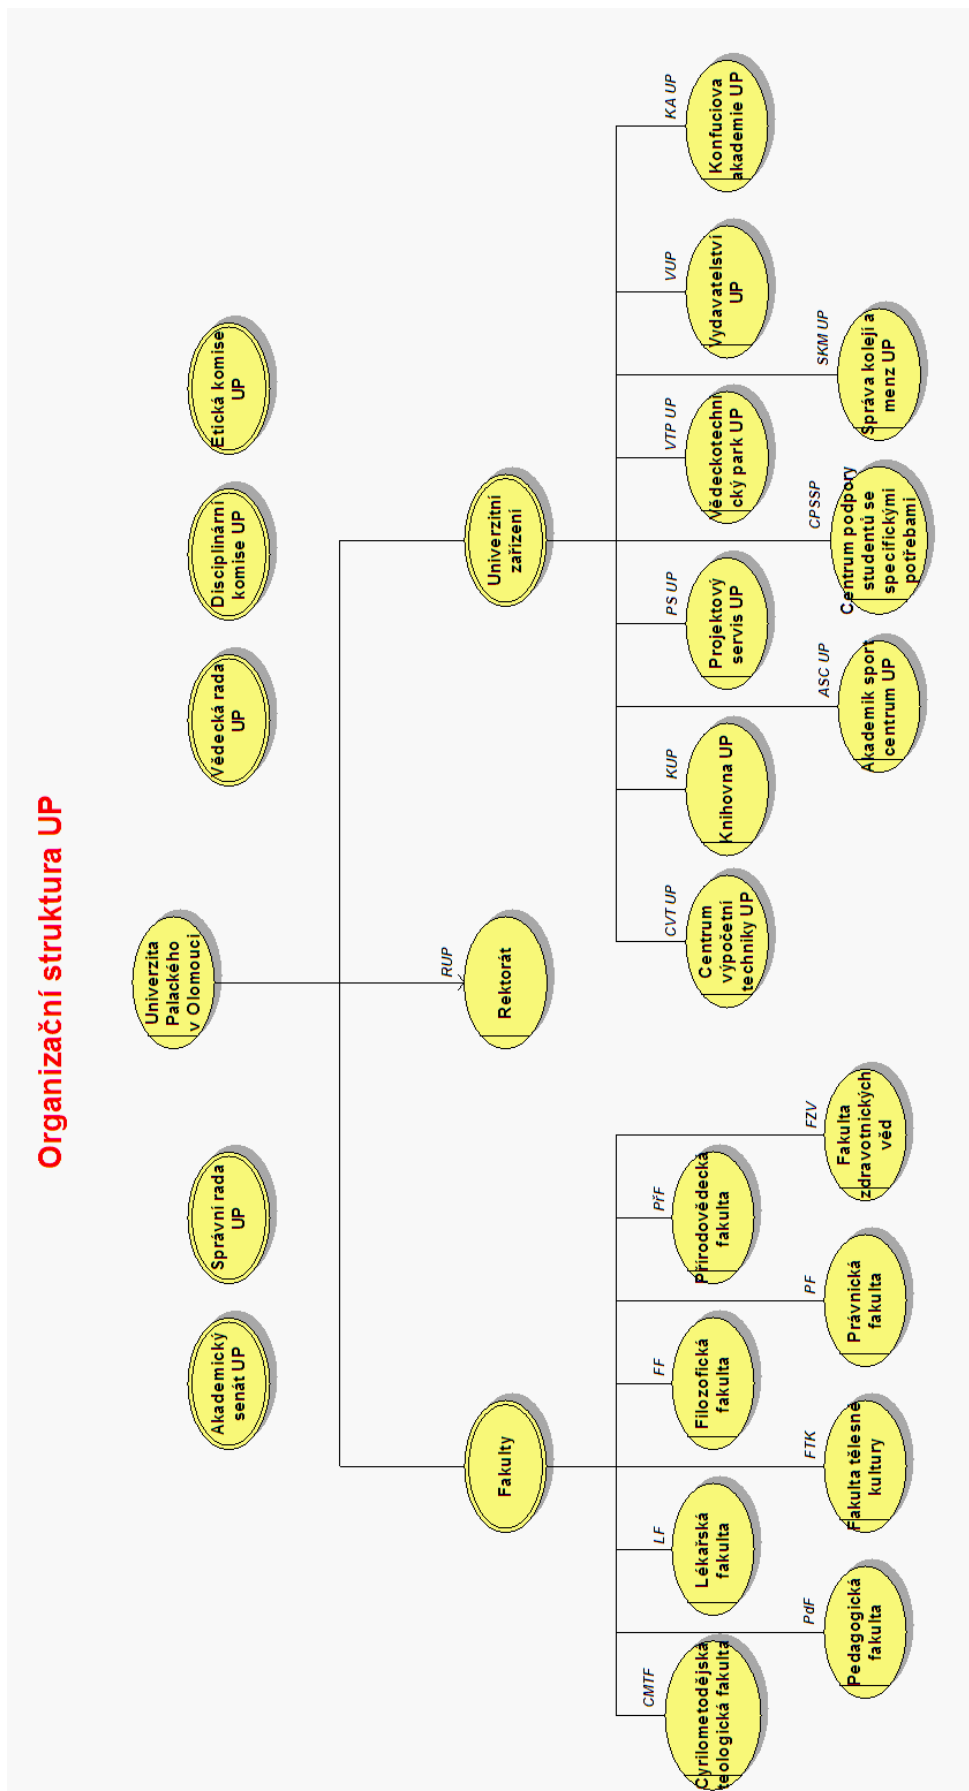 Organizační struktura UP
Univerzita
Palackého
v Olomouci
Akademický
senát UP
Správní rada
UP
Vědecká rada
UP
Disciplinární
komise UP
Etická komise
UP
Fakulty
RUP
Rektorát
Univerzitní
zařízení
CMTF
Cyrilometodějská
teologická fakulta
LF
Lékařská
fakulta
FF
Filozofická
fakulta
PřF
Přírodovědecká
fakulta
PdF
Pedagogická
fakulta
FTK
Fakulta tělesné
kultury
PF
Právnická
fakulta
FZV
Fakulta
zdravotnických
věd
CVT UP
Centrum
výpočetní
techniky UP
KUP
Knihovna UP
PS UP
Projektový
servis UP
VTP UP
Vědeckotechni
cký park UP
VUP
Vydavatelství
UP
KA UP
Konfuciova
akademie UP
ASC UP
Akademik sport
centrum UP
CPSSP
Centrum podpory
studentů se
specifickými
potřebami
SKM UP
Správa kolejí a
menz UP